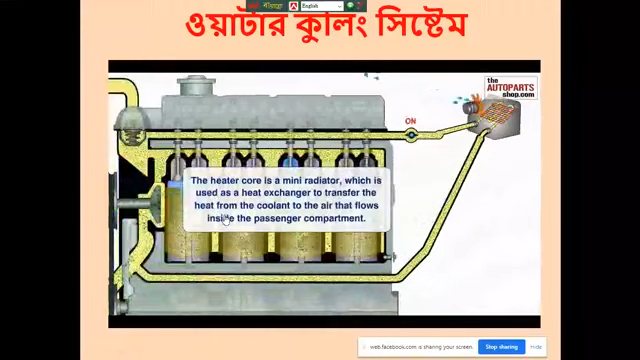 English
ওয়াটার কুলিং সিষ্টেম
the
AUTOPARTS
shop.com
ON
The heater core is a mini radiator, which is
used as a heat exchanger to transfer the
heat from the coolant to the air that flows
inside the passenger compartment.
web.facebook.com is sharing your screen.
Stop sharing
Hide